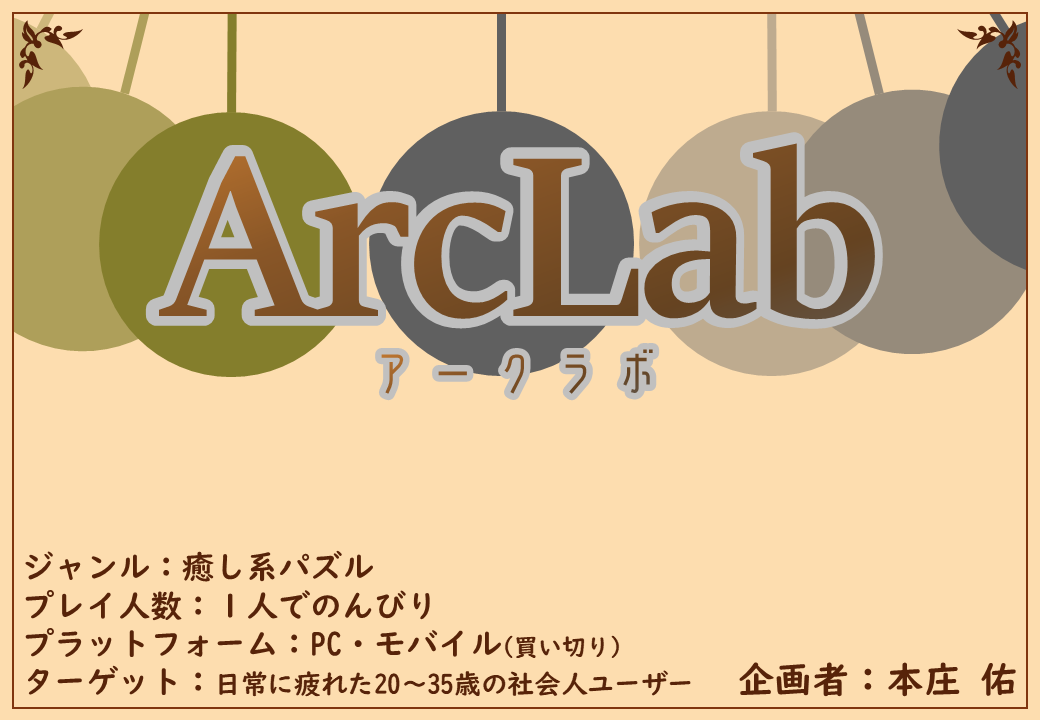 ArcLab
アークラボ
ジャンル：癒し系パズル
プレイ人数：１人でのんびり
プラットフォーム：PC・モバイル(買い切り)
ターゲット：日常に疲れた20～35歳の社会人ユーザー
企画者：本庄 佑